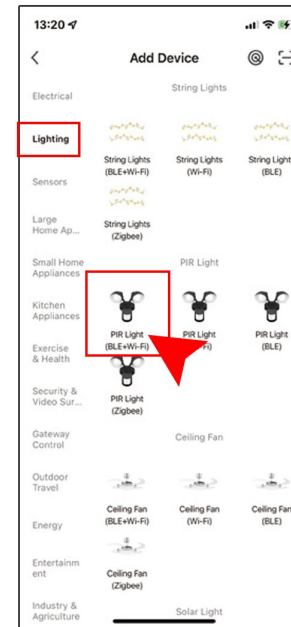 13:20
Add Device
Electrical
Lighting
Sensors
Large
Home Ap...
Small Home
Appliances
Kitchen
Appliances
Exercise
& Health
Security &
Video Sur...
Gateway
Control
Outdoor
Travel
Energy
Entertainm
ent
Industry &
Agriculture
String Lights
String Lights
(BLE+Wi-Fi)
String Lights
(Wi-Fi)
String Light
(BLE)
String Lights
(Zigbee)
PIR Light
PIR Light
(BLE+Wi-Fi)
PIR Light
Fi)
PIR Light
(BLE)
PIR Light
(Zigbee)
Ceiling Fan
Ceiling Fan
(BLE+Wi-Fi)
Ceiling Fan
(Wi-Fi)
Ceiling Fan
(BLE)
Ceiling Fan
(Zigbee)
Solar Light